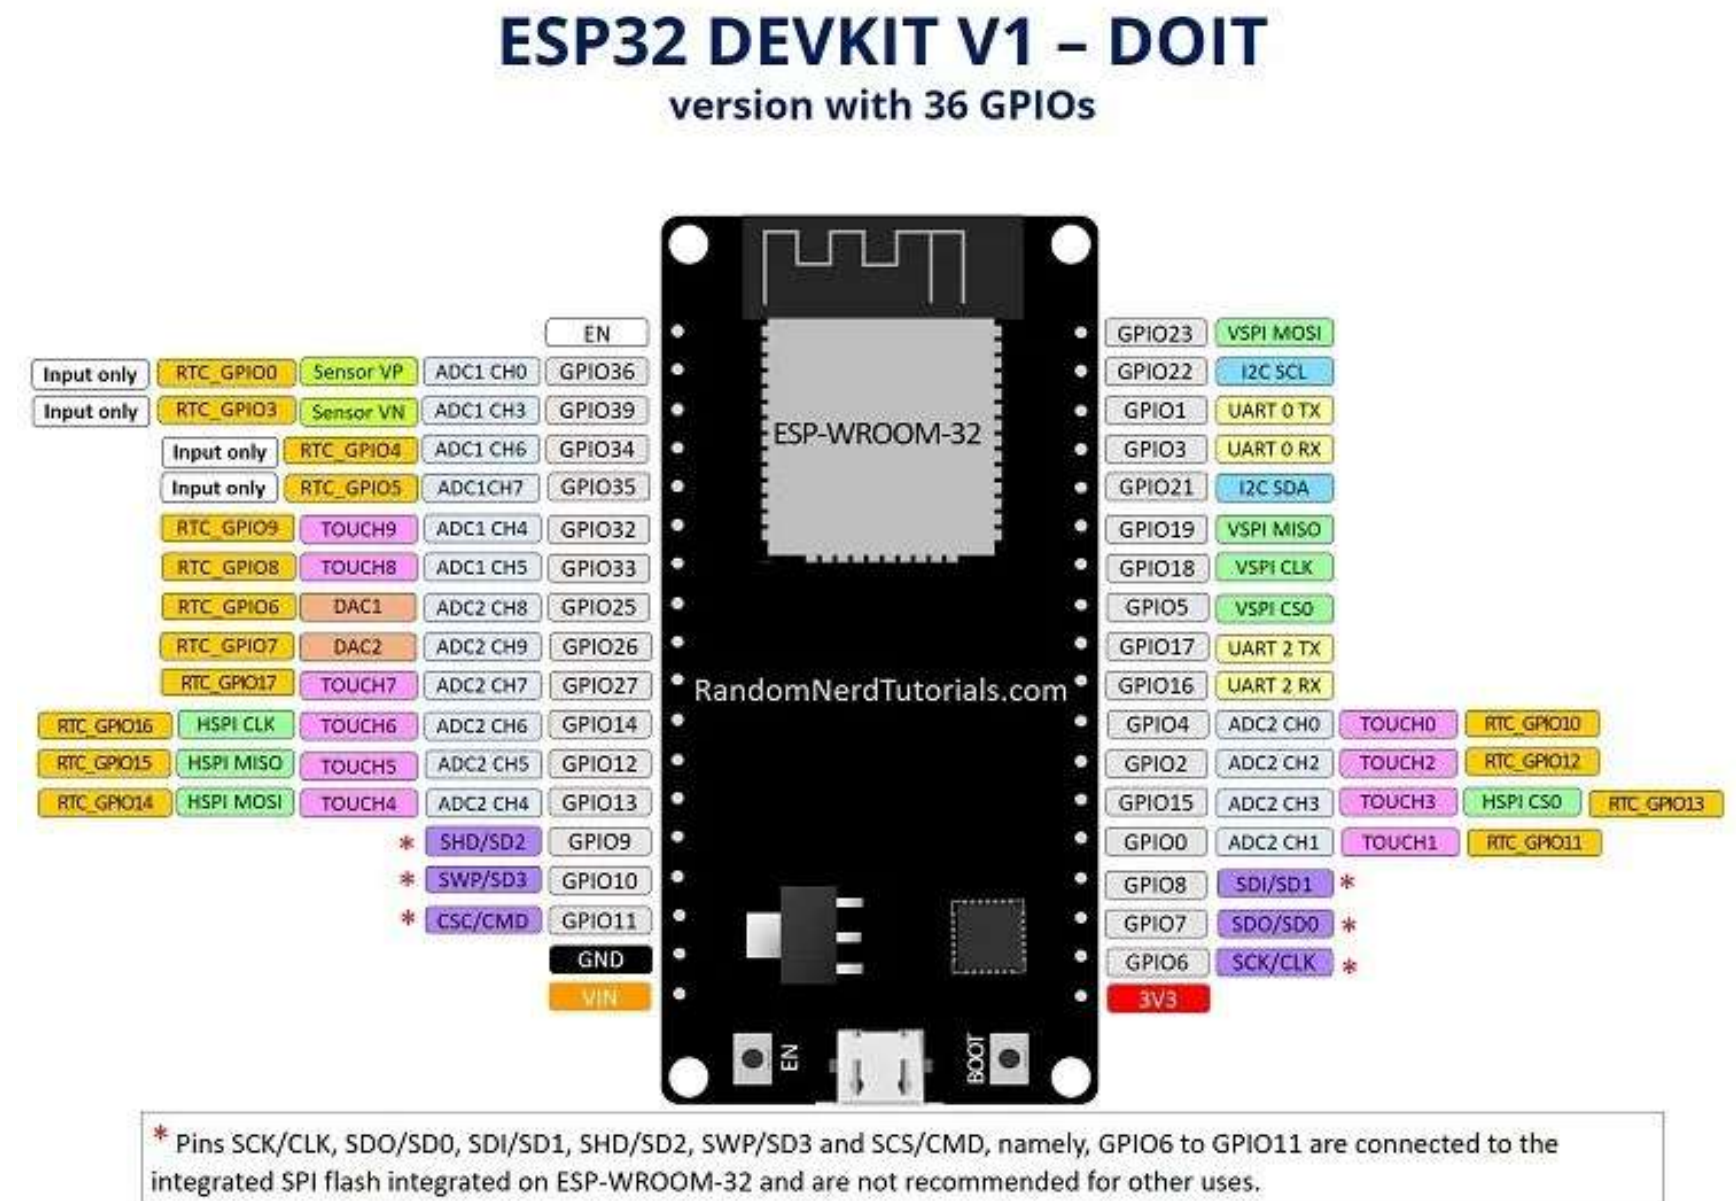 ESP32 DEVKIT V1 – DOIT
version with 36 GPIOs
EN
Input only RTC_GPIO0 Sensor VP ADC1 CH0 GPIO36
Input only RTC_GPIO3 Sensor VN ADC1 CH3 GPIO39
Input only RTC_GPIO4 ADC1 CH6 GPIO34
Input only RTC_GPIO5 ADC1CH7 GPIO35
RTC_GPIO9 TOUCH9 ADC1 CH4 GPIO32
RTC_GPIO8 TOUCH8 ADC1 CH5 GPIO33
RTC_GPIO6 DAC1 ADC2 CH8 GPIO25
RTC_GPIO7 DAC2 ADC2 CH9 GPIO26
RTC_GPIO17 TOUCH7 ADC2 CH7 GPIO27
RTC_GPIO16 HSPI CLK TOUCH6 ADC2 CH6 GPIO14
RTC_GPIO15 HSPI MISO TOUCH5 ADC2 CH5 GPIO12
RTC_GPIO14 HSPI MOSI TOUCH4 ADC2 CH4 GPIO13
* SHD/SD2 GPIO9
* SWP/SD3 GPIO10
* CSC/CMD GPIO11
GND
VIN
ESP-WROOM-32
RandomNerdTutorials.com
EN
BOOT
GPIO23 VSPI MOSI
GPIO22 I2C SCL
GPIO1 UART 0 TX
GPIO3 UART 0 RX
GPIO21 I2C SDA
GPIO19 VSPI MISO
GPIO18 VSPI CLK
GPIO5 VSPI CS0
GPIO17 UART 2 TX
GPIO16 UART 2 RX
GPIO4 ADC2 CH0 TOUCH0 RTC_GPIO10
GPIO2 ADC2 CH2 TOUCH2 RTC_GPIO12
GPIO15 ADC2 CH3 TOUCH3 HSPI CS0 RTC_GPIO13
GPIO0 ADC2 CH1 TOUCH1 RTC_GPIO11
GPIO8 SDI/SD1 *
GPIO7 SDO/SD0 *
GPIO6 SCK/CLK *
3V3
* Pins SCK/CLK, SDO/SD0, SDI/SD1, SHD/SD2, SWP/SD3 and SCS/CMD, namely, GPIO6 to GPIO11 are connected to the
integrated SPI flash integrated on ESP-WROOM-32 and are not recommended for other uses.